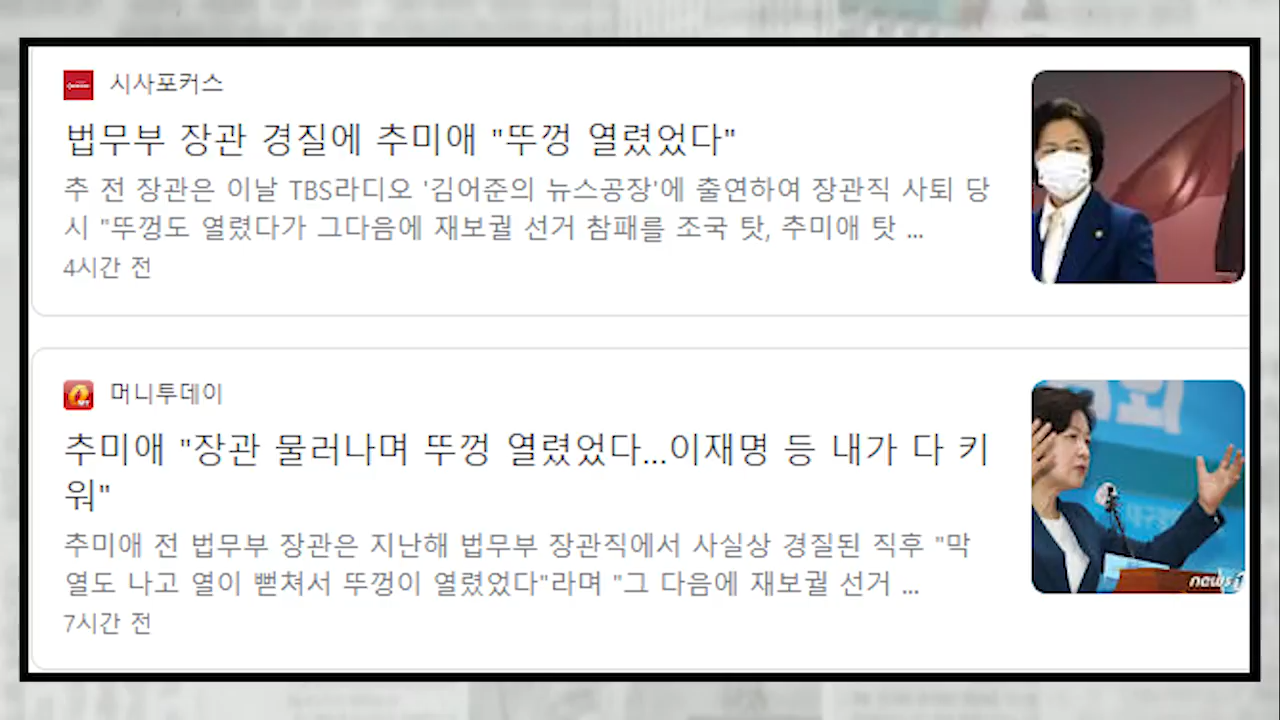 시사포커스
법무부 장관 경질에 추미애 "뚜껑 열렸었다"
추 전 장관은 이날 TBS라디오 '김어준의 뉴스공장'에 출연하여 장관직 사퇴 당
시 "뚜껑도 열렸다가 그다음에 재보궐 선거 참패를 조국 탓, 추미애 탓 ...
4시간 전
머니투데이
추미애 "장관 물러나며 뚜껑 열렸었다...이재명 등 내가 다 키
워"
추미애 전 법무부 장관은 지난해 법무부 장관직에서 사실상 경질된 직후 "막
열도 나고 열이 뻗쳐서 뚜껑이 열렸었다"라며 "그 다음에 재보궐 선거 ...
news1
7시간 전